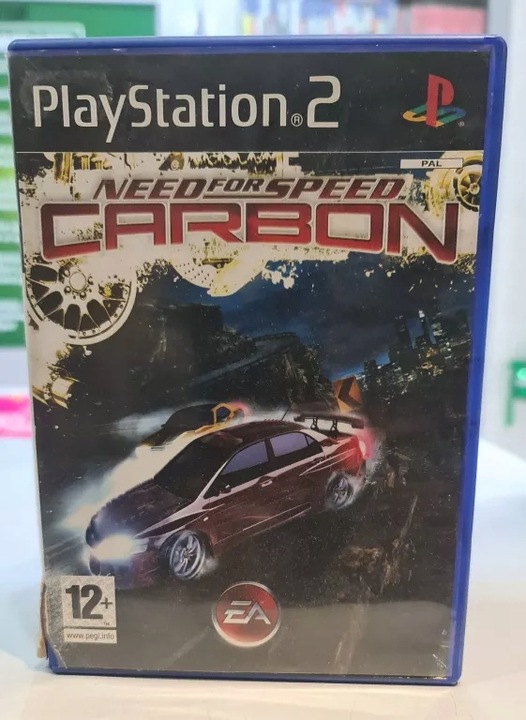 PlayStation®2
PAL
NEED FOR SPEED
CARBON
12+
www.pegi.info
EA